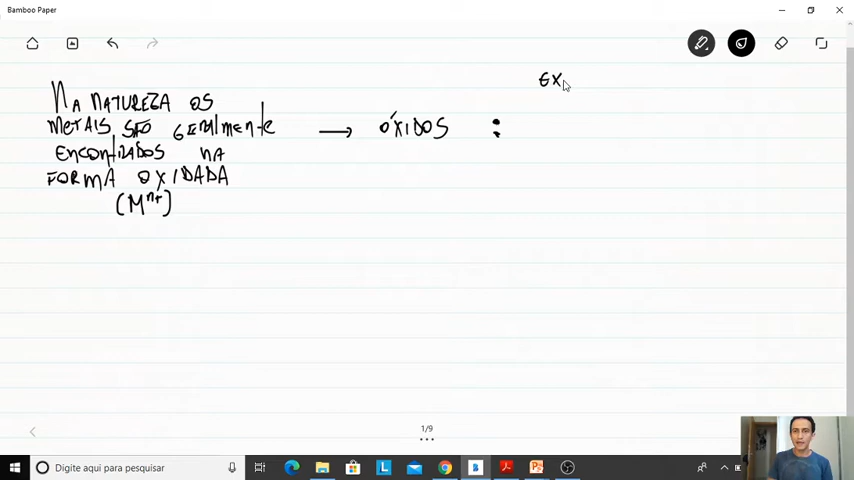 Bamboo Paper
EX
NA NATUREZA OS
METAIS SÃO GERALMENTE → ÓXIDOS :
ENCONTRADOS NA
FORMA OXIDADA
(Mⁿ⁺)
1/9
Digite aqui para pesquisar